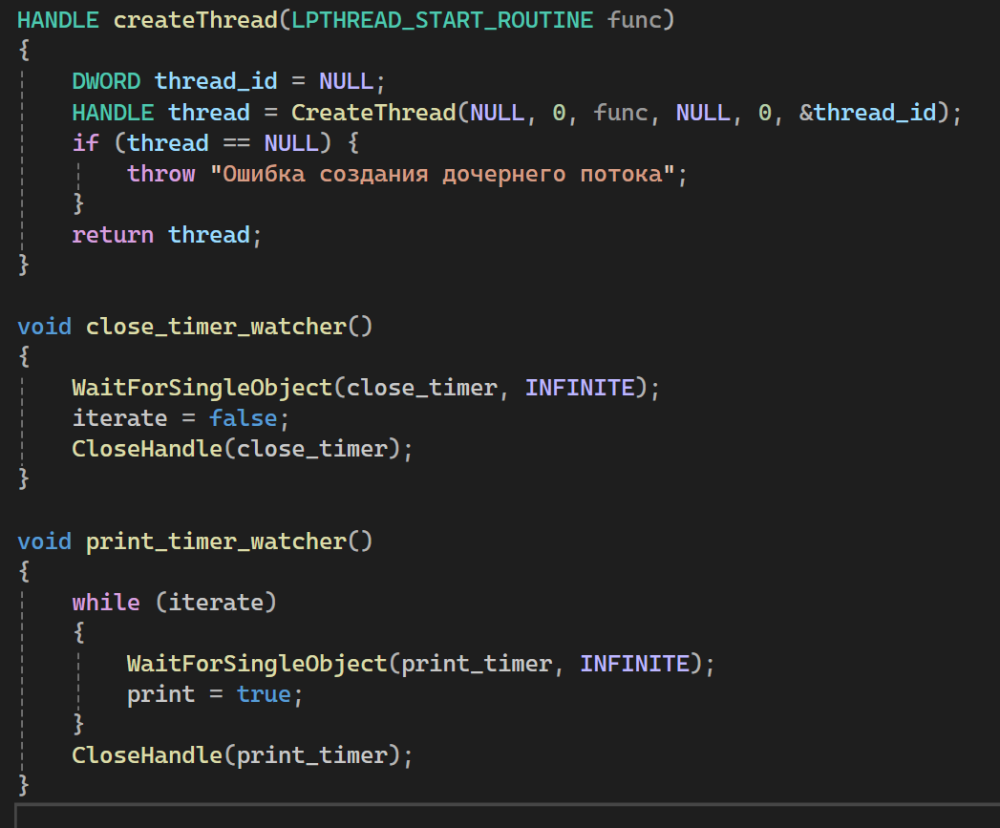 HANDLE createThread(LPTHREAD_START_ROUTINE func)
{
    DWORD thread_id = NULL;
    HANDLE thread = CreateThread(NULL, 0, func, NULL, 0, &thread_id);
    if (thread == NULL) {
        throw "Ошибка создания дочернего потока";
    }
    return thread;
}

void close_timer_watcher()
{
    WaitForSingleObject(close_timer, INFINITE);
    iterate = false;
    CloseHandle(close_timer);
}

void print_timer_watcher()
{
    while (iterate)
    {
        WaitForSingleObject(print_timer, INFINITE);
        print = true;
    }
    CloseHandle(print_timer);
}